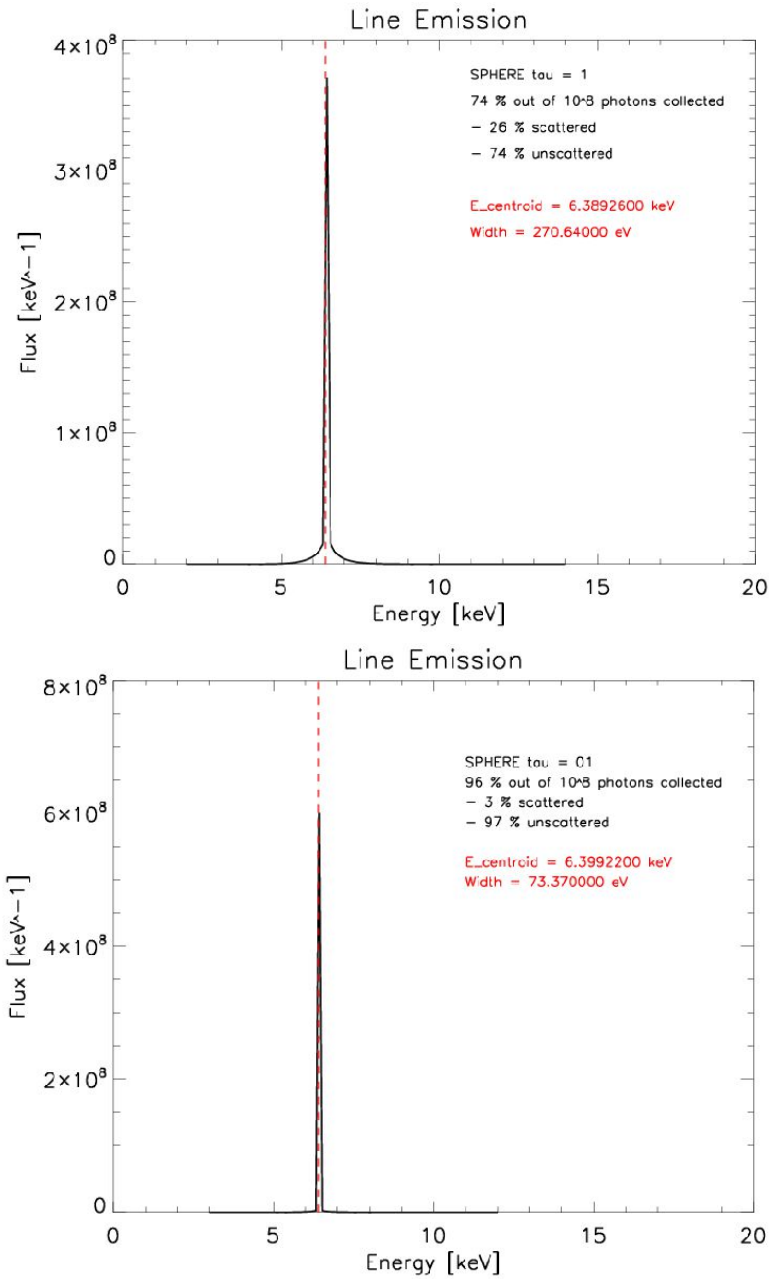 Line Emission
4×10⁸
3×10⁸
2×10⁸
1×10⁸
0
Flux [keV^−1]
SPHERE tau = 1
74 % out of 10^8 photons collected
− 26 % scattered
− 74 % unscattered
E_centroid = 6.3892600 keV
Width = 270.64000 eV
0 5 10 15 20
Energy [keV]
Line Emission
8×10⁸
6×10⁸
4×10⁸
2×10⁸
0
Flux [keV^−1]
SPHERE tau = 01
96 % out of 10^8 photons collected
− 3 % scattered
− 97 % unscattered
E_centroid = 6.3992200 keV
Width = 73.370000 eV
0 5 10 15 20
Energy [keV]